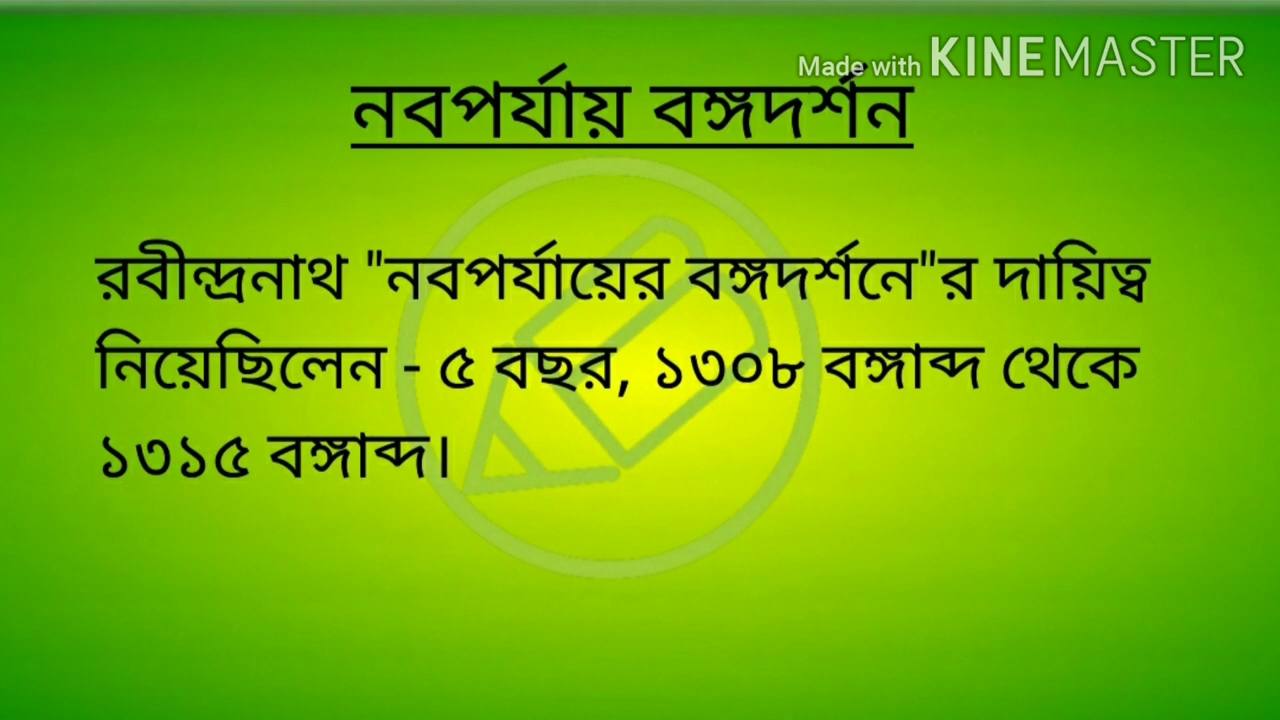 Made with KINEMASTER
নবপর্যায় বঙ্গদর্শন
রবীন্দ্রনাথ "নবপর্যায়ের বঙ্গদর্শনে"র দায়িত্ব
নিয়েছিলেন - ৫ বছর, ১৩০৮ বঙ্গাব্দ থেকে
১৩১৫ বঙ্গাব্দ।